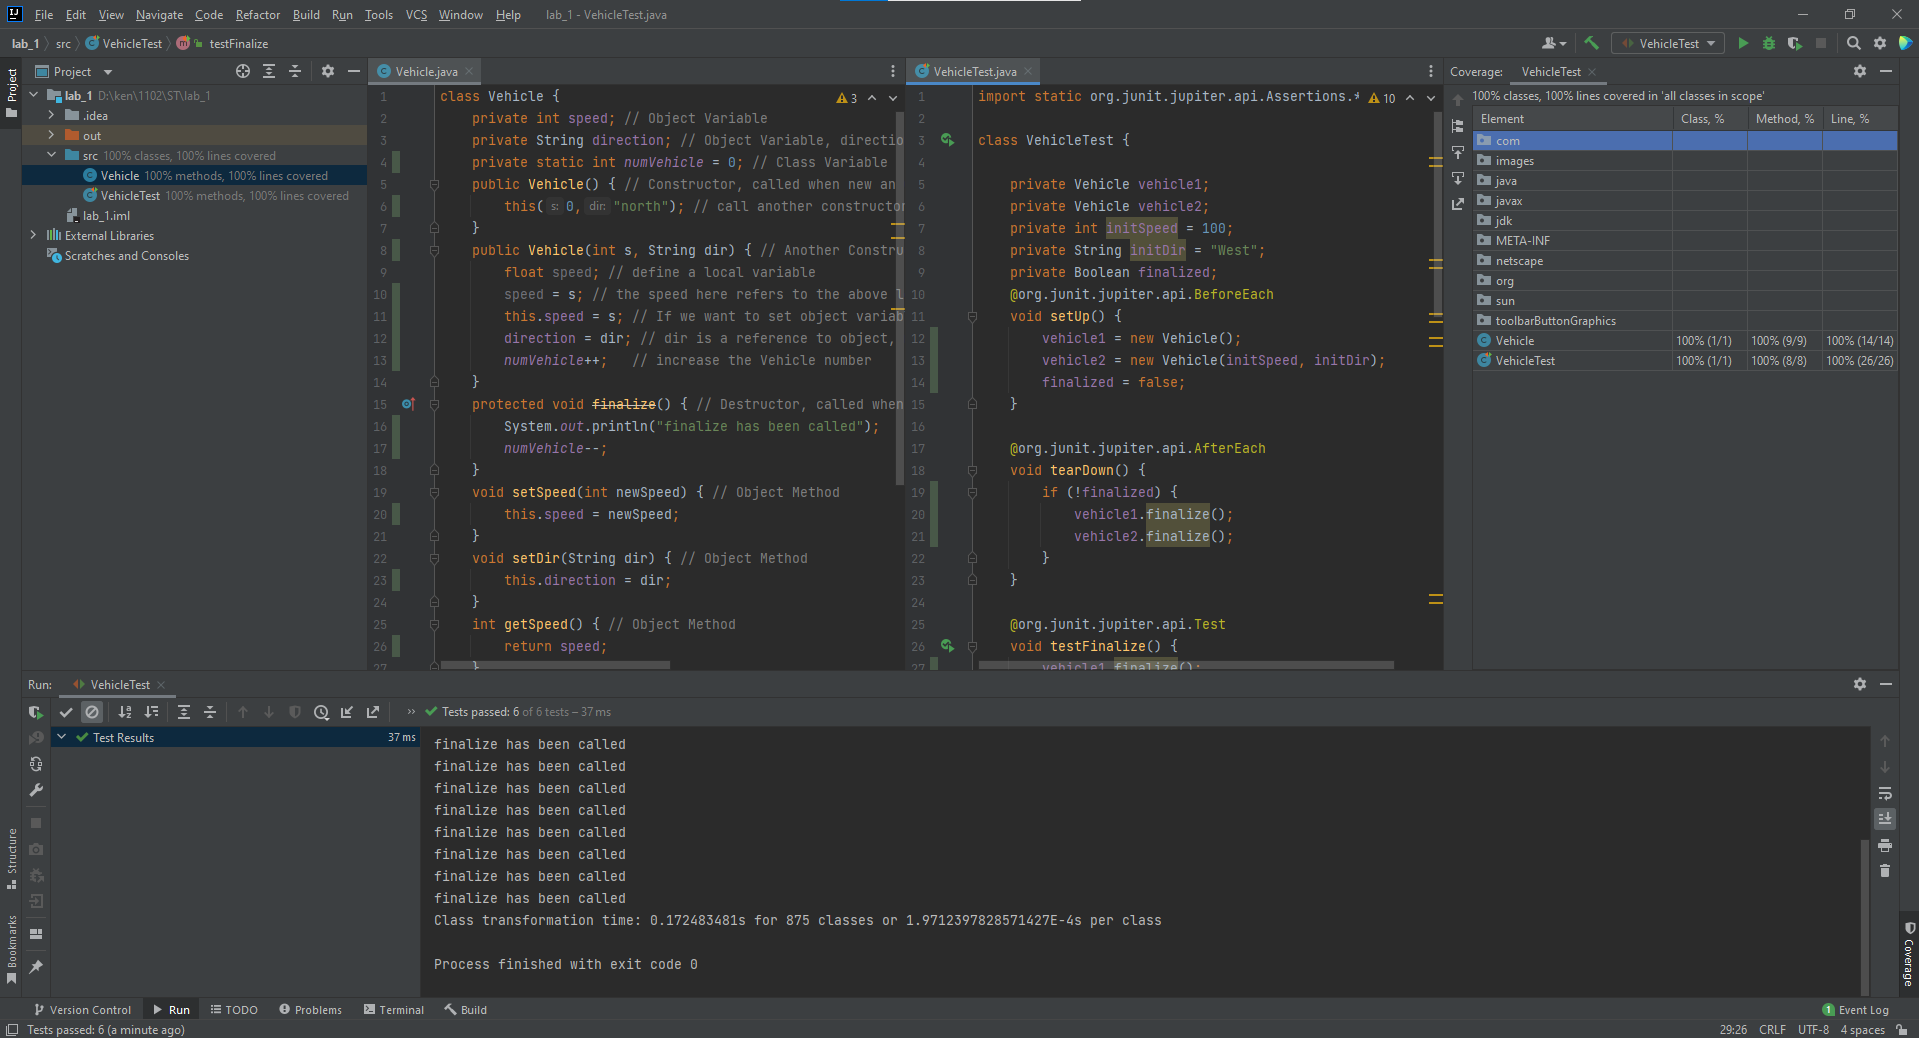 File Edit View Navigate Code Refactor Build Run Tools VCS Window Help lab_1 - VehicleTest.java
lab_1 src VehicleTest testFinalize
VehicleTest
Project
Structure
Bookmarks
Project
lab_1 D:\ken\1102\ST\lab_1
.idea
out
src 100% classes, 100% lines covered
Vehicle 100% methods, 100% lines covered
VehicleTest 100% methods, 100% lines covered
lab_1.iml
External Libraries
Scratches and Consoles
Vehicle.java
3
1 class Vehicle {
2 private int speed; // Object Variable
3 private String direction; // Object Variable, directio
4 private static int numVehicle = 0; // Class Variable
5 public Vehicle() { // Constructor, called when new an
6 this( s: 0, dir: "north"); // call another constructor
7 }
8 public Vehicle(int s, String dir) { // Another Constru
9 float speed; // define a local variable
10 speed = s; // the speed here refers to the above l
11 this.speed = s; // If we want to set object variab
12 direction = dir; // dir is a reference to object,
13 numVehicle++; // increase the Vehicle number
14 }
15 protected void finalize() { // Destructor, called when
16 System.out.println("finalize has been called");
17 numVehicle--;
18 }
19 void setSpeed(int newSpeed) { // Object Method
20 this.speed = newSpeed;
21 }
22 void setDir(String dir) { // Object Method
23 this.direction = dir;
24 }
25 int getSpeed() { // Object Method
26 return speed;
27 }
VehicleTest.java
10
1 import static org.junit.jupiter.api.Assertions.*
2
3 class VehicleTest {
4
5 private Vehicle vehicle1;
6 private Vehicle vehicle2;
7 private int initSpeed = 100;
8 private String initDir = "West";
9 private Boolean finalized;
10 @org.junit.jupiter.api.BeforeEach
11 void setUp() {
12 vehicle1 = new Vehicle();
13 vehicle2 = new Vehicle(initSpeed, initDir);
14 finalized = false;
15 }
16
17 @org.junit.jupiter.api.AfterEach
18 void tearDown() {
19 if (!finalized) {
20 vehicle1.finalize();
21 vehicle2.finalize();
22 }
23 }
24
25 @org.junit.jupiter.api.Test
26 void testFinalize() {
27 vehicle1.finalize();
Coverage: VehicleTest
100% classes, 100% lines covered in 'all classes in scope'
Element Class, % Method, % Line, %
com
images
java
javax
jdk
META-INF
netscape
org
sun
toolbarButtonGraphics
Vehicle 100% (1/1) 100% (9/9) 100% (14/14)
VehicleTest 100% (1/1) 100% (8/8) 100% (26/26)
Run: VehicleTest
Tests passed: 6 of 6 tests – 37 ms
Test Results 37 ms
finalize has been called
finalize has been called
finalize has been called
finalize has been called
finalize has been called
finalize has been called
finalize has been called
finalize has been called
Class transformation time: 0.172483481s for 875 classes or 1.9712397828571427E-4s per class
Process finished with exit code 0
Coverage
Version Control Run TODO Problems Terminal Build 1 Event Log
Tests passed: 6 (a minute ago) 29:26 CRLF UTF-8 4 spaces